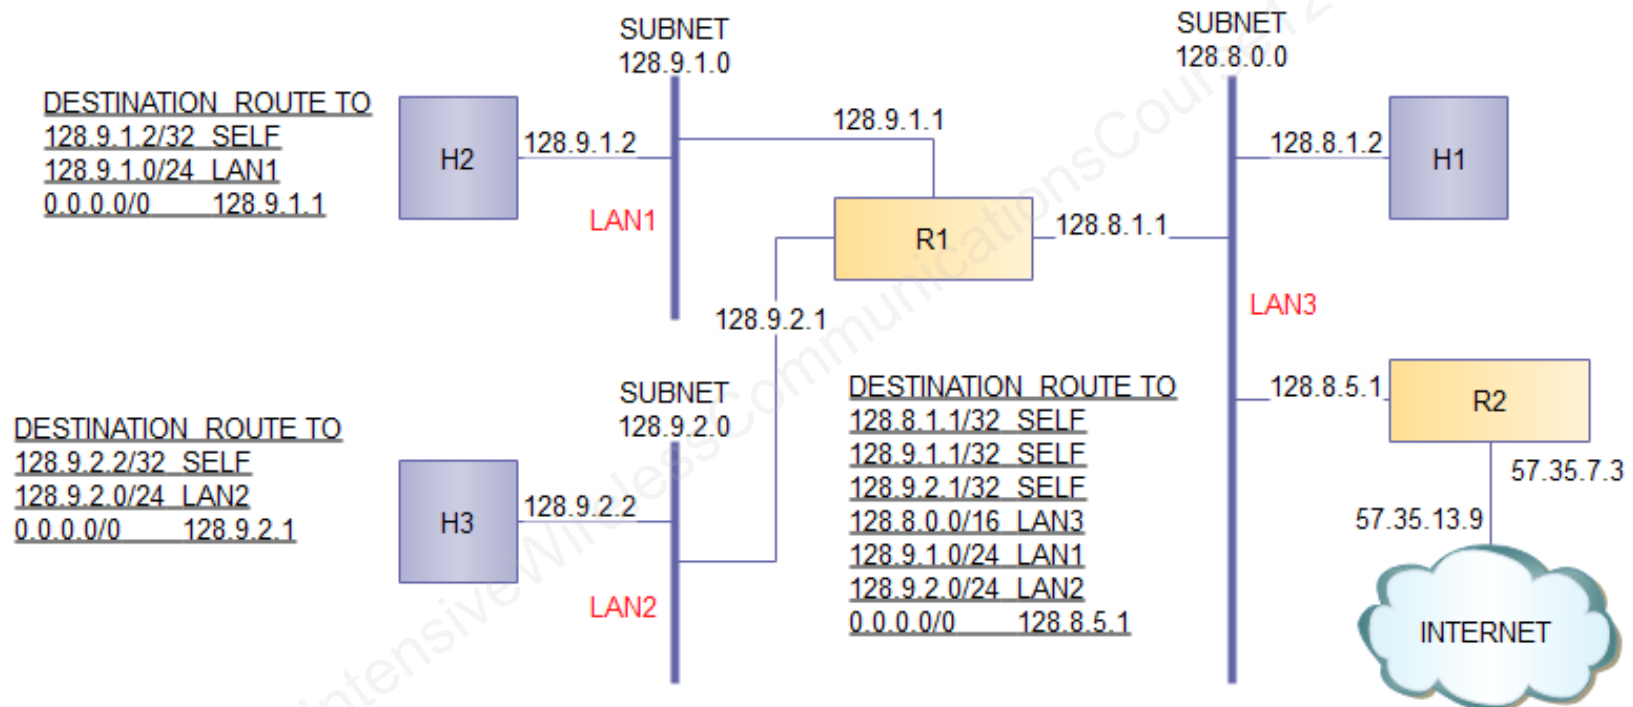 SUBNET
128.9.1.0
SUBNET
128.8.0.0
DESTINATION ROUTE TO
128.9.1.2/32 SELF
128.9.1.0/24 LAN1
0.0.0.0/0 128.9.1.1
H2
128.9.1.2
LAN1
128.9.1.1
R1
128.8.1.1
128.8.1.2
H1
LAN3
128.9.2.1
SUBNET
128.9.2.0
DESTINATION ROUTE TO
128.9.2.2/32 SELF
128.9.2.0/24 LAN2
0.0.0.0/0 128.9.2.1
H3
128.9.2.2
LAN2
DESTINATION ROUTE TO
128.8.1.1/32 SELF
128.9.1.1/32 SELF
128.9.2.1/32 SELF
128.8.0.0/16 LAN3
128.9.1.0/24 LAN1
128.9.2.0/24 LAN2
0.0.0.0/0 128.8.5.1
128.8.5.1
R2
57.35.7.3
57.35.13.9
INTERNET